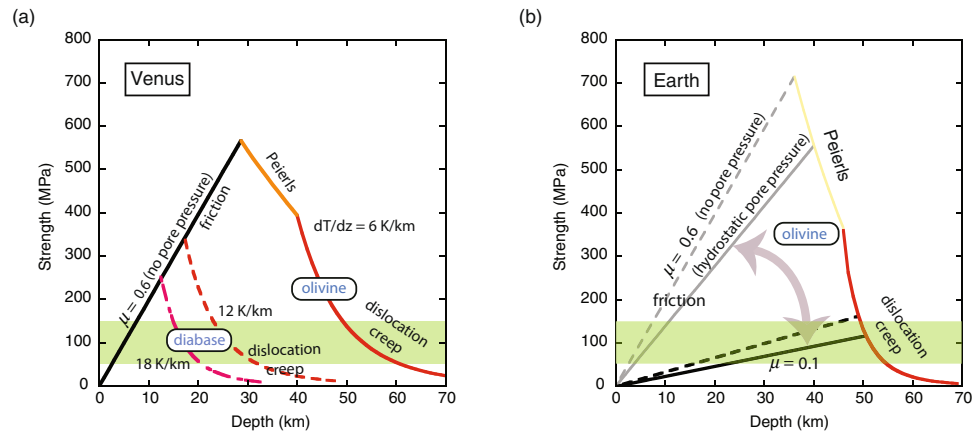 (a)
800
700
600
500
400
300
200
100
0
Strength (MPa)
Venus
μ = 0.6 (no pore pressure)
friction
Peierls
dT/dz = 6 K/km
olivine
12 K/km
diabase
18 K/km
dislocation
creep
dislocation
creep
0 10 20 30 40 50 60 70
Depth (km)
(b)
800
700
600
500
400
300
200
100
0
Strength (MPa)
Earth
μ = 0.6 (no pore pressure)
(hydrostatic pore pressure)
Peierls
olivine
friction
dislocation
creep
μ = 0.1
0 10 20 30 40 50 60 70
Depth (km)